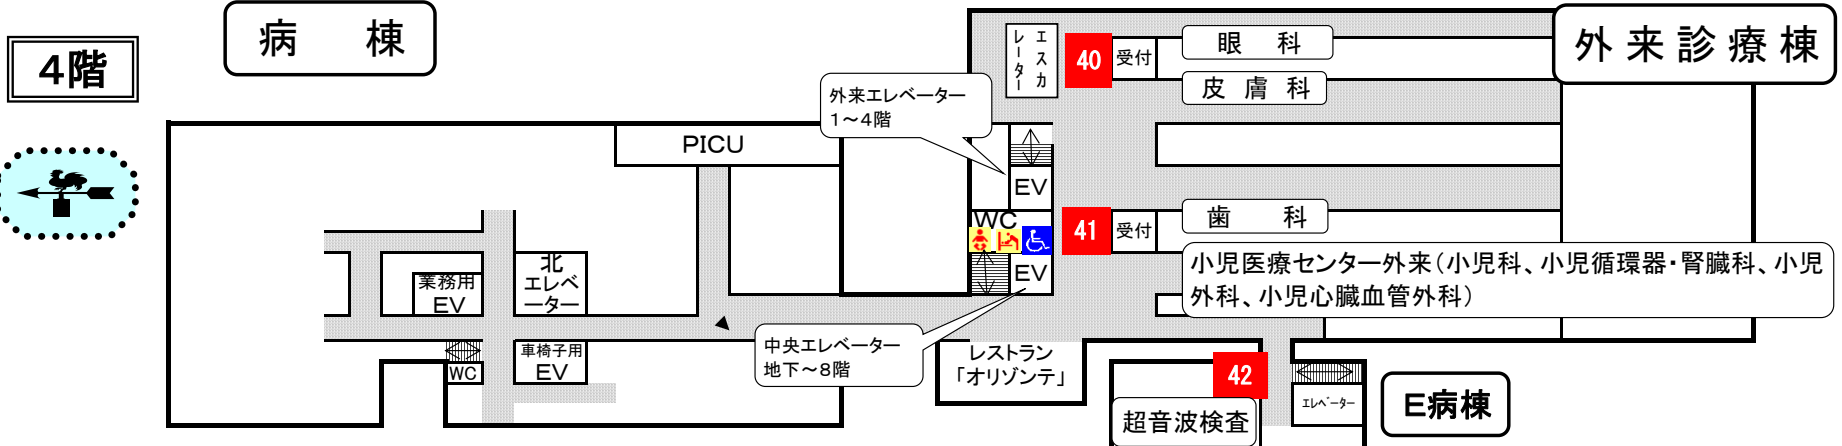 病 棟
外来診療棟
4階
エスカ
レーター
40
受付
眼 科
皮 膚 科
外来エレベーター
1～4階
PICU
EV
WC
41
受付
歯 科
小児医療センター外来（小児科、小児循環器・腎臓科、小児
外科、小児心臓血管外科）
EV
業務用
EV
北
エレベ
ーター
中央エレベーター
地下～8階
車椅子用
EV
WC
レストラン
「オリゾンテ」
42
超音波検査
エレベーター
E病棟